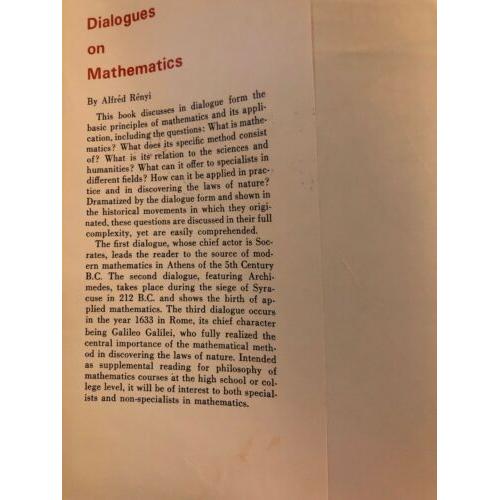 Dialogues
on
Mathematics
By Alfréd Rényi
This book discusses in dialogue form the
basic principles of mathematics and its appli-
cation, including the questions: What is mathe-
matics? What does its specific method consist
of? What is its relation to the sciences and
humanities? What can it offer to specialists in
different fields? How can it be applied in prac-
tice and in discovering the laws of nature?
Dramatized by the dialogue form and shown in
the historical movements in which they origi-
nated, these questions are discussed in their full
complexity, yet are easily comprehended.
The first dialogue, whose chief actor is Soc-
rates, leads the reader to the source of mod-
ern mathematics in Athens of the 5th Century
B.C. The second dialogue, featuring Archi-
medes, takes place during the siege of Syra-
cuse in 212 B.C. and shows the birth of ap-
plied mathematics. The third dialogue occurs
in the year 1633 in Rome, its chief character
being Galileo Galilei, who fully realized the
central importance of the mathematical meth-
od in discovering the laws of nature. Intended
as supplemental reading for philosophy of
mathematics courses at the high school or col-
lege level, it will be of interest to both special-
ists and non-specialists in mathematics.